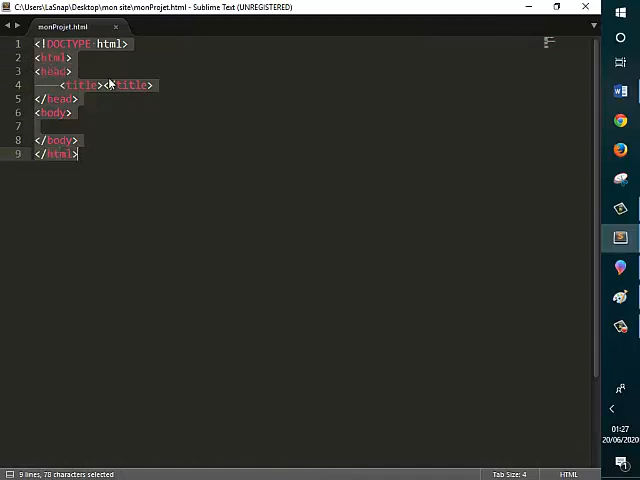 C:\Users\LaSnap\Desktop\mon site\monProjet.html - Sublime Text (UNREGISTERED)
monProjet.html
1 <!DOCTYPE html>
2 <html>
3 <head>
4 <title></title>
5 </head>
6 <body>
7
8 </body>
9 </html>
01:27
20/06/2020
9 lines, 78 characters selected
Tab Size: 4
HTML